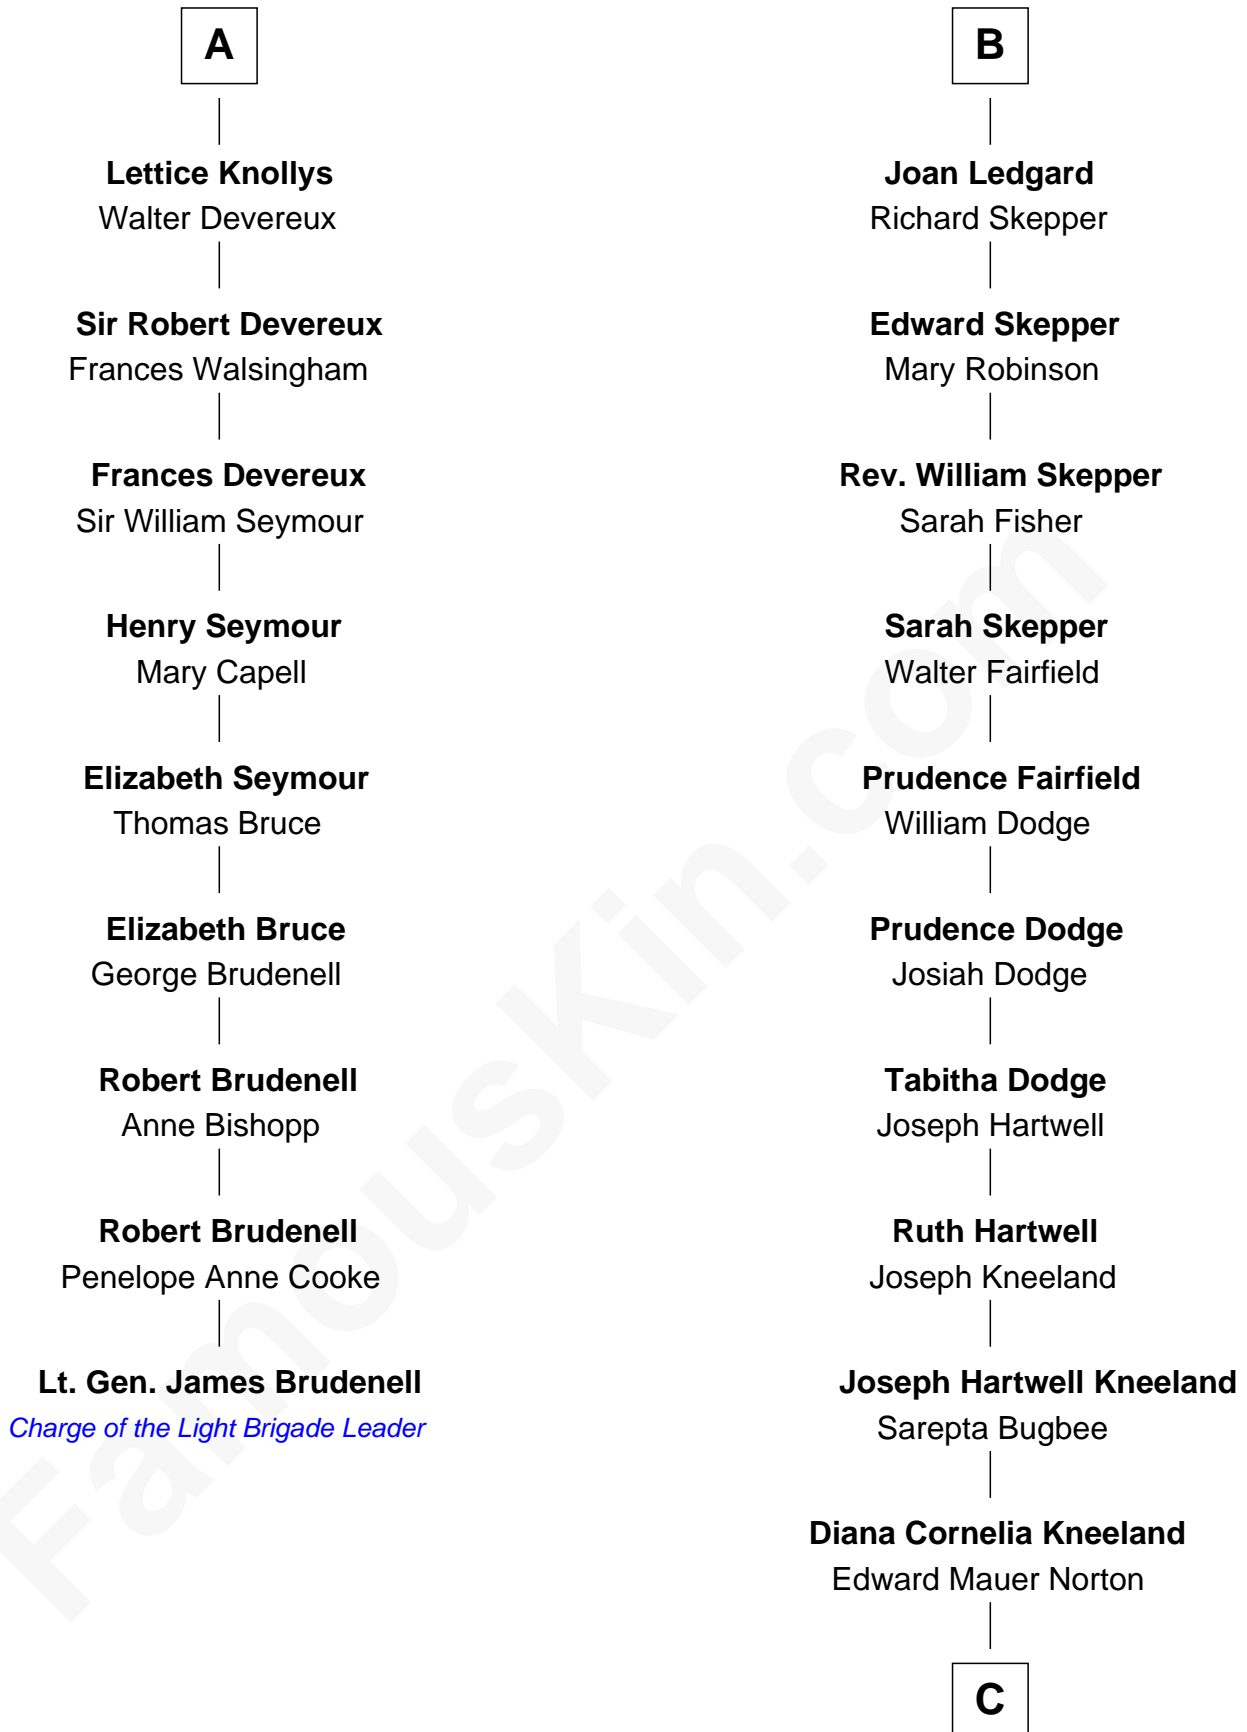 A
Lettice Knollys
Walter Devereux
Sir Robert Devereux
Frances Walsingham
Frances Devereux
Sir William Seymour
Henry Seymour
Mary Capell
Elizabeth Seymour
Thomas Bruce
Elizabeth Bruce
George Brudenell
Robert Brudenell
Anne Bishopp
Robert Brudenell
Penelope Anne Cooke
Lt. Gen. James Brudenell
Charge of the Light Brigade Leader
B
Joan Ledgard
Richard Skepper
Edward Skepper
Mary Robinson
Rev. William Skepper
Sarah Fisher
Sarah Skepper
Walter Fairfield
Prudence Fairfield
William Dodge
Prudence Dodge
Josiah Dodge
Tabitha Dodge
Joseph Hartwell
Ruth Hartwell
Joseph Kneeland
Joseph Hartwell Kneeland
Sarepta Bugbee
Diana Cornelia Kneeland
Edward Mauer Norton
C
FamousKin.com